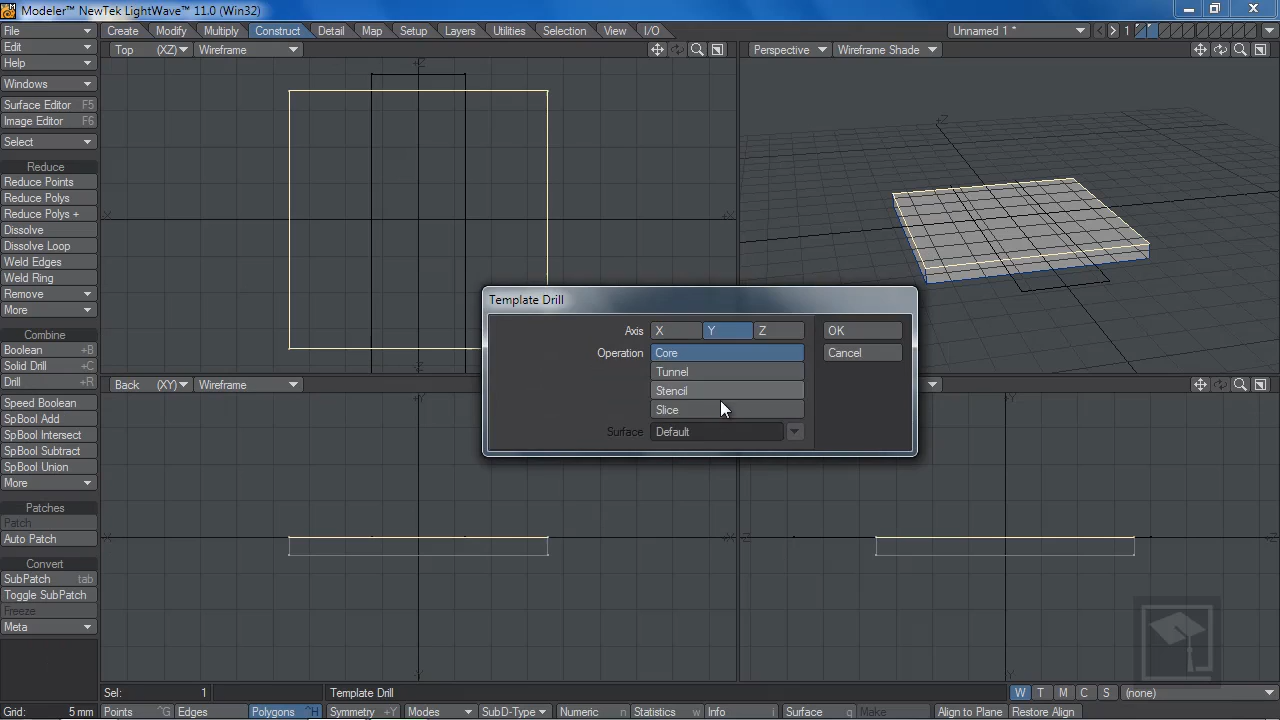 Modeler™ NewTek LightWave™ 11.0 (Win32)
File
Create Modify Multiply Construct Detail Map Setup Layers Utilities Selection View I/O
Unnamed 1 * 1
Edit
Help
Top (XZ) Wireframe
Perspective Wireframe Shade
Windows
Surface Editor F5
Image Editor F6
Select
Reduce
Reduce Points
Reduce Polys
Reduce Polys +
Dissolve
Dissolve Loop
Weld Edges
Weld Ring
Remove
More
Combine
Boolean +B
Solid Drill +C
Drill +R
Speed Boolean
SpBool Add
SpBool Intersect
SpBool Subtract
SpBool Union
More
Patches
Patch
Auto Patch
Convert
SubPatch tab
Toggle SubPatch
Freeze
Meta
Template Drill
Axis X Y Z OK
Operation Core Cancel
Tunnel
Stencil
Slice
Surface Default
Back (XY) Wireframe
Sel: 1 Template Drill W T M C S (none)
Grid: 5 mm Points ^G Edges Polygons ^H Symmetry +Y Modes SubD-Type Numeric n Statistics w Info i Surface q Make Align to Plane Restore Align